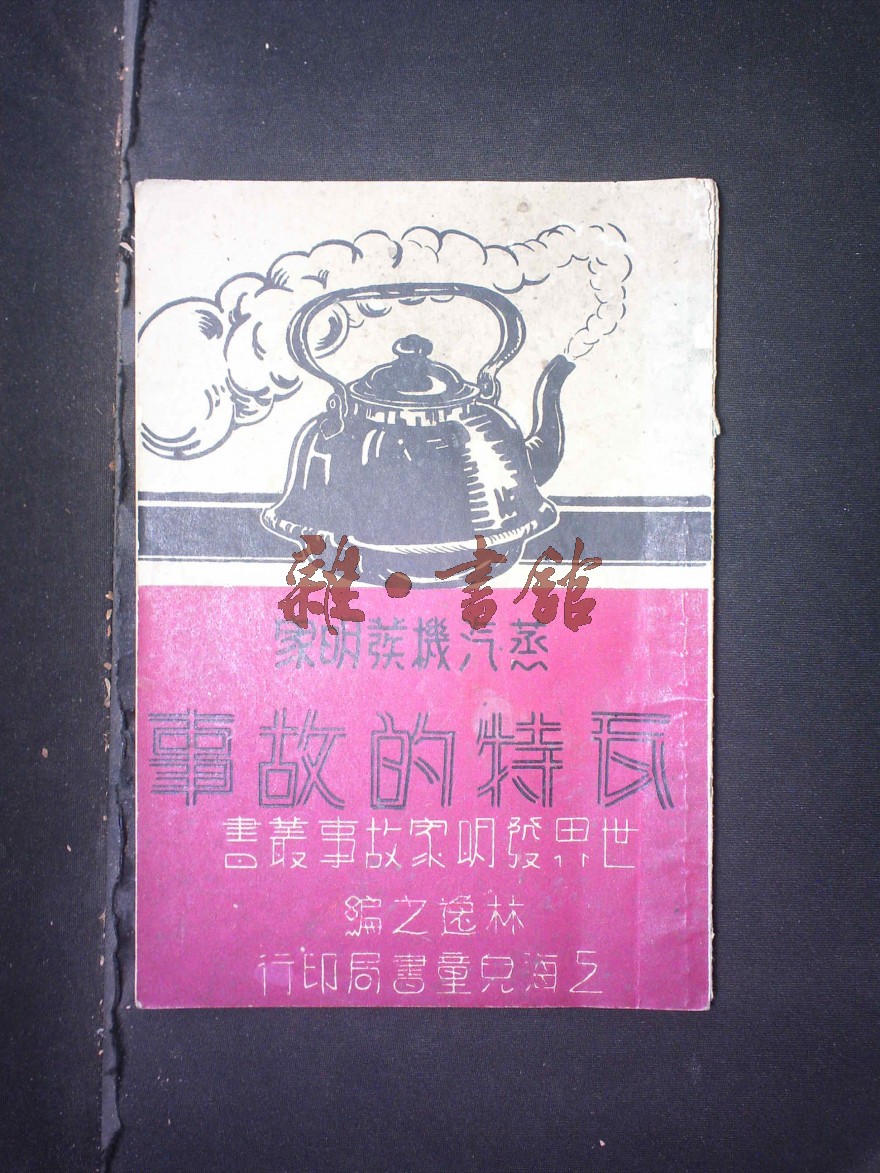 雜·書館
蒸汽機發明家
瓦特的故事
世界發明家故事叢書
林逸之編
上海兒童書局印行